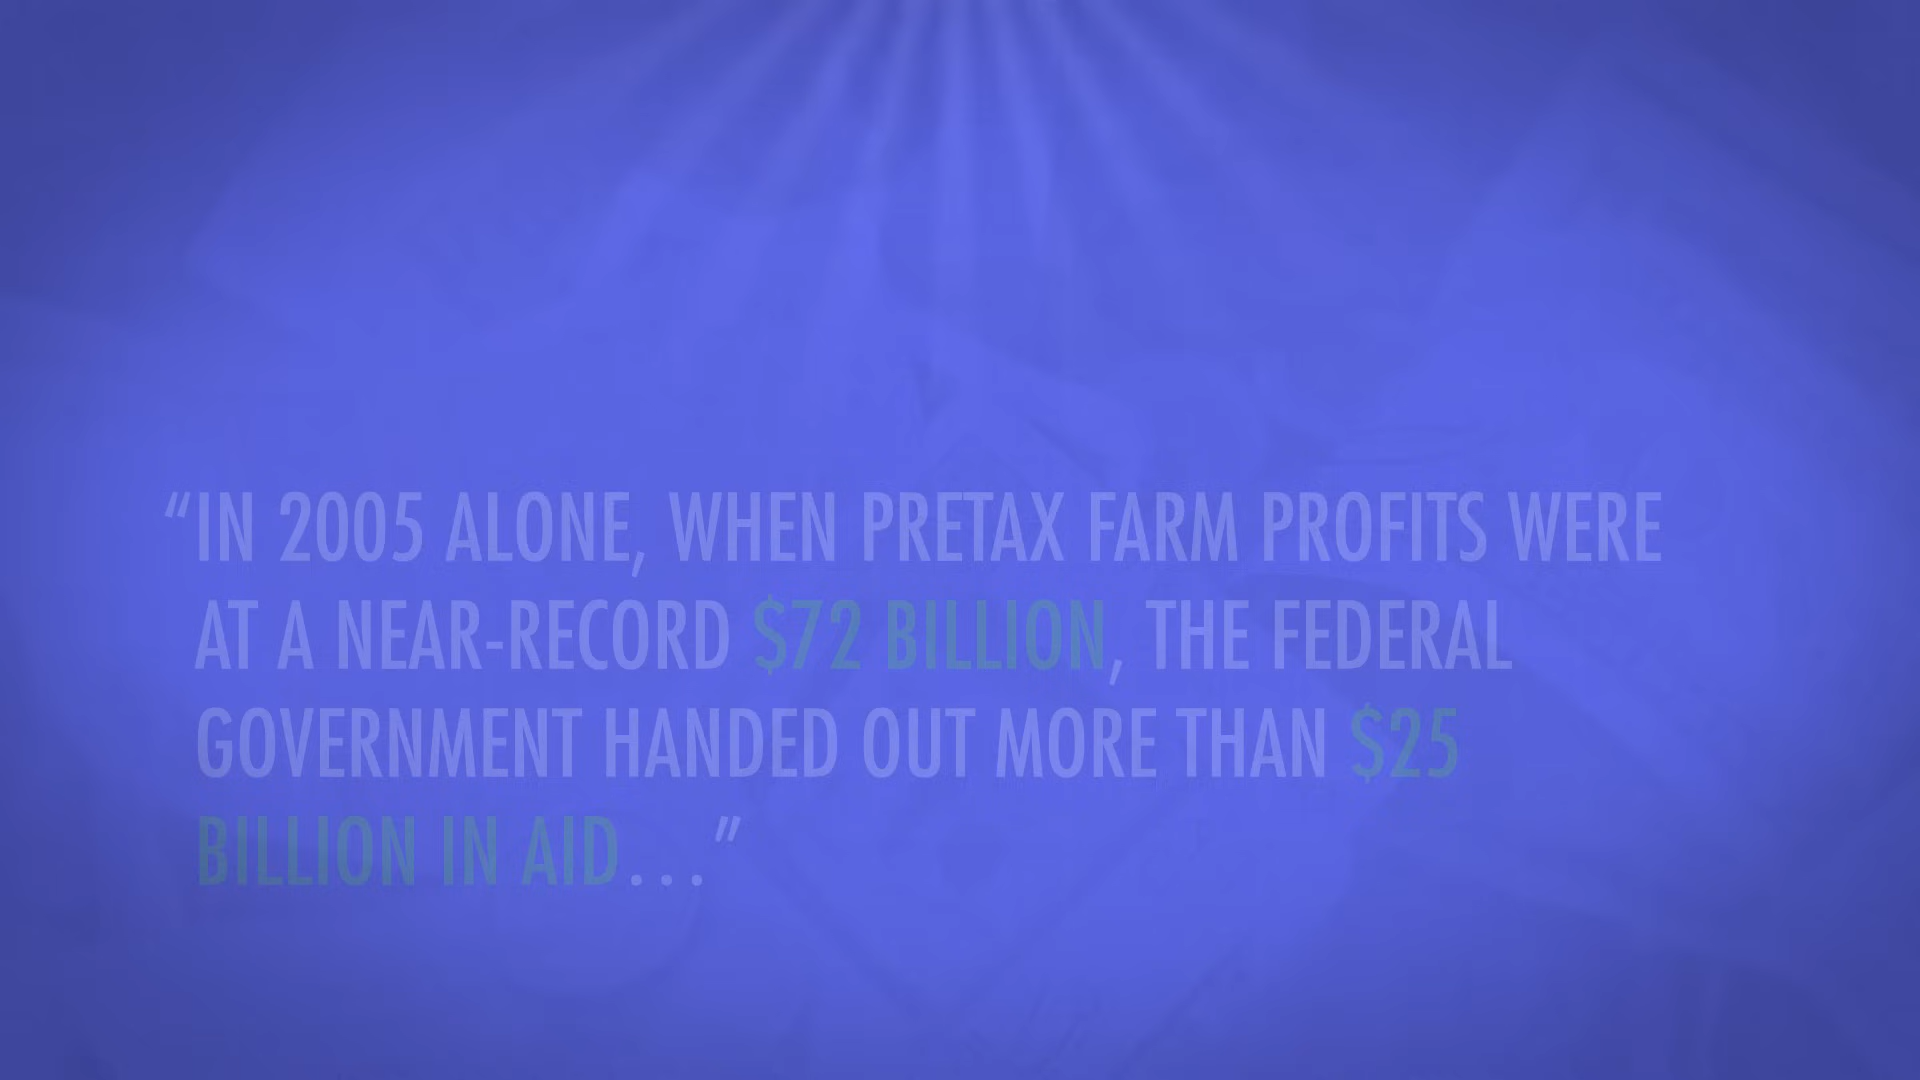 “IN 2005 ALONE, WHEN PRETAX FARM PROFITS WERE
AT A NEAR-RECORD $72 BILLION, THE FEDERAL
GOVERNMENT HANDED OUT MORE THAN $25
BILLION IN AID...”